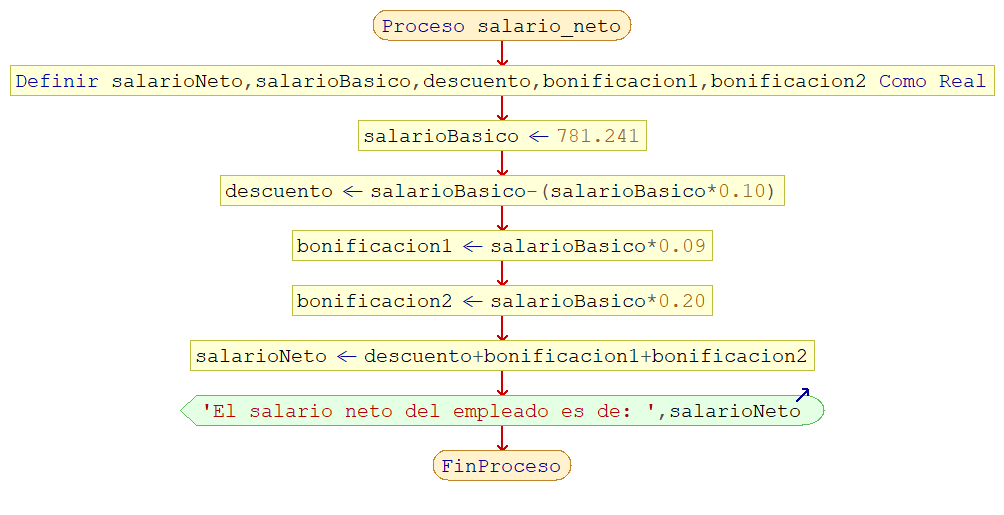 Proceso salario_neto
Definir salarioNeto,salarioBasico,descuento,bonificacion1,bonificacion2 Como Real
salarioBasico ← 781.241
descuento ← salarioBasico-(salarioBasico*0.10)
bonificacion1 ← salarioBasico*0.09
bonificacion2 ← salarioBasico*0.20
salarioNeto ← descuento+bonificacion1+bonificacion2
'El salario neto del empleado es de: ',salarioNeto
FinProceso